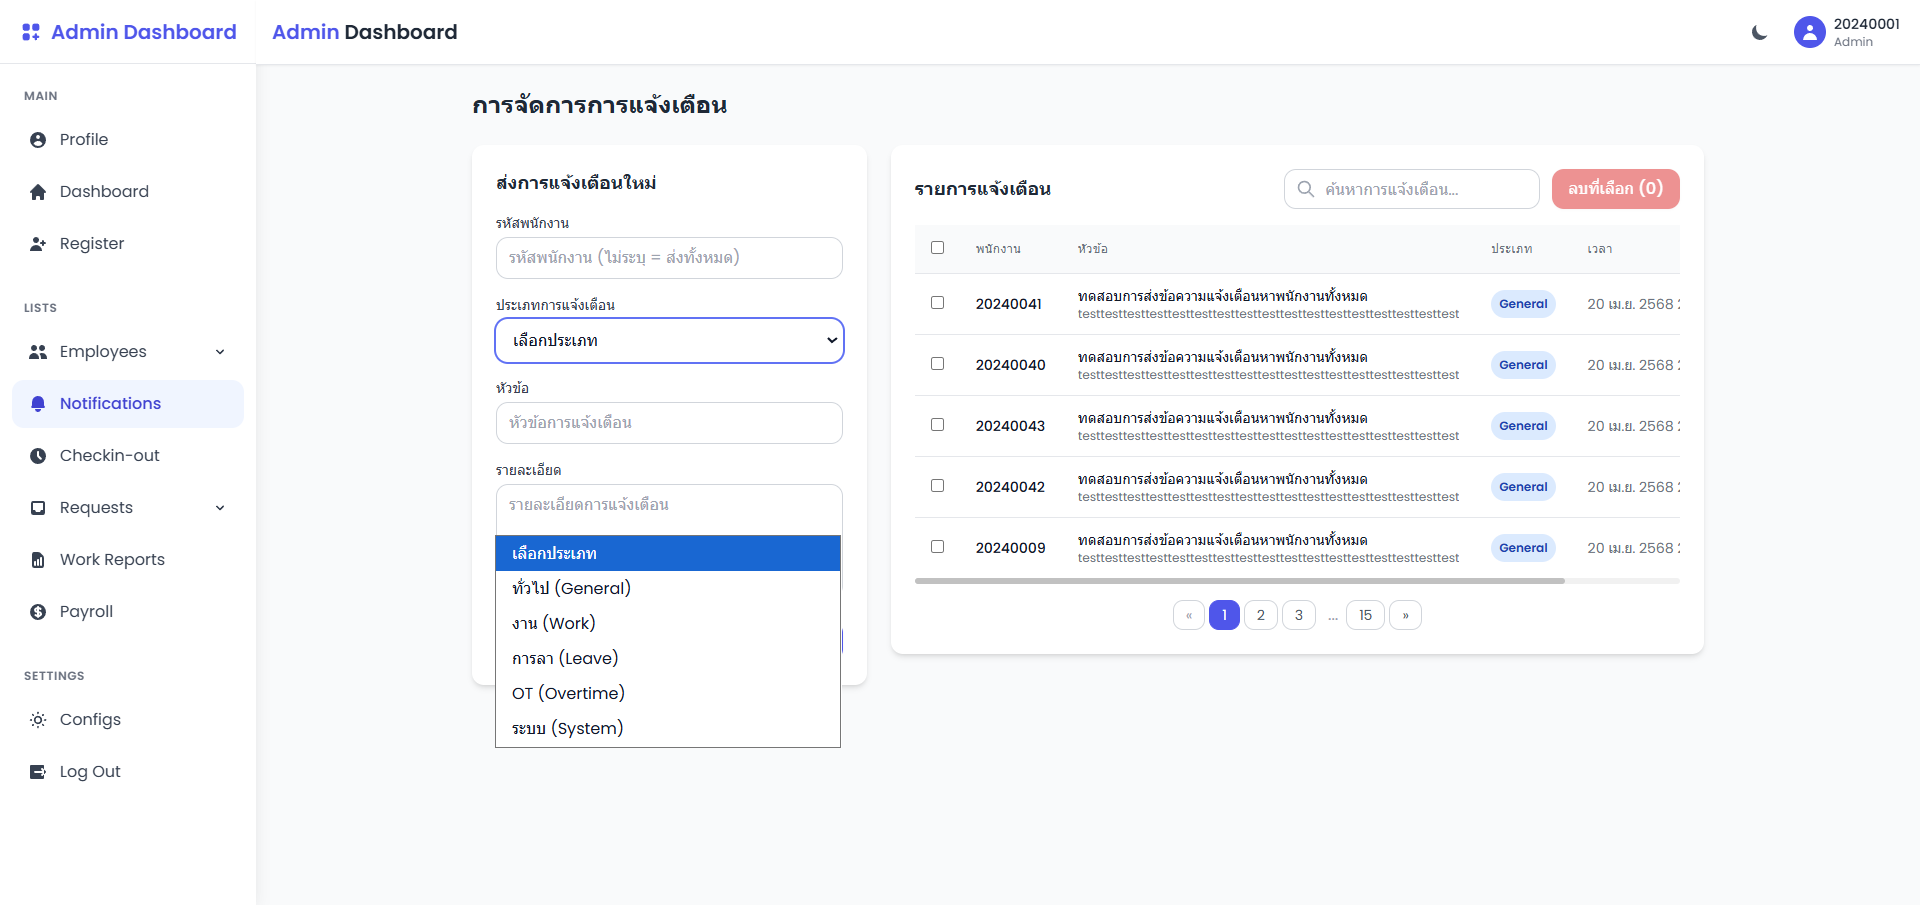 Admin Dashboard
Admin Dashboard
20240001
Admin
MAIN
Profile
Dashboard
Register
LISTS
Employees
Notifications
Checkin-out
Requests
Work Reports
Payroll
SETTINGS
Configs
Log Out
การจัดการการแจ้งเตือน
ส่งการแจ้งเตือนใหม่
รหัสพนักงาน
รหัสพนักงาน (ไม่ระบุ = ส่งทั้งหมด)
ประเภทการแจ้งเตือน
เลือกประเภท
หัวข้อ
หัวข้อการแจ้งเตือน
รายละเอียด
รายละเอียดการแจ้งเตือน
เลือกประเภท
ทั่วไป (General)
งาน (Work)
การลา (Leave)
OT (Overtime)
ระบบ (System)
รายการแจ้งเตือน
ค้นหาการแจ้งเตือน...
ลบที่เลือก (0)
พนักงาน หัวข้อ ประเภท เวลา
20240041 ทดสอบการส่งข้อความแจ้งเตือนหาพนักงานทั้งหมด General 20 เม.ย. 2568
testtesttesttesttesttesttesttesttesttesttesttesttesttesttesttesttest
20240040 ทดสอบการส่งข้อความแจ้งเตือนหาพนักงานทั้งหมด General 20 เม.ย. 2568
testtesttesttesttesttesttesttesttesttesttesttesttesttesttesttesttest
20240043 ทดสอบการส่งข้อความแจ้งเตือนหาพนักงานทั้งหมด General 20 เม.ย. 2568
testtesttesttesttesttesttesttesttesttesttesttesttesttesttesttesttest
20240042 ทดสอบการส่งข้อความแจ้งเตือนหาพนักงานทั้งหมด General 20 เม.ย. 2568
testtesttesttesttesttesttesttesttesttesttesttesttesttesttesttesttest
20240009 ทดสอบการส่งข้อความแจ้งเตือนหาพนักงานทั้งหมด General 20 เม.ย. 2568
testtesttesttesttesttesttesttesttesttesttesttesttesttesttesttesttest
« 1 2 3 ... 15 »